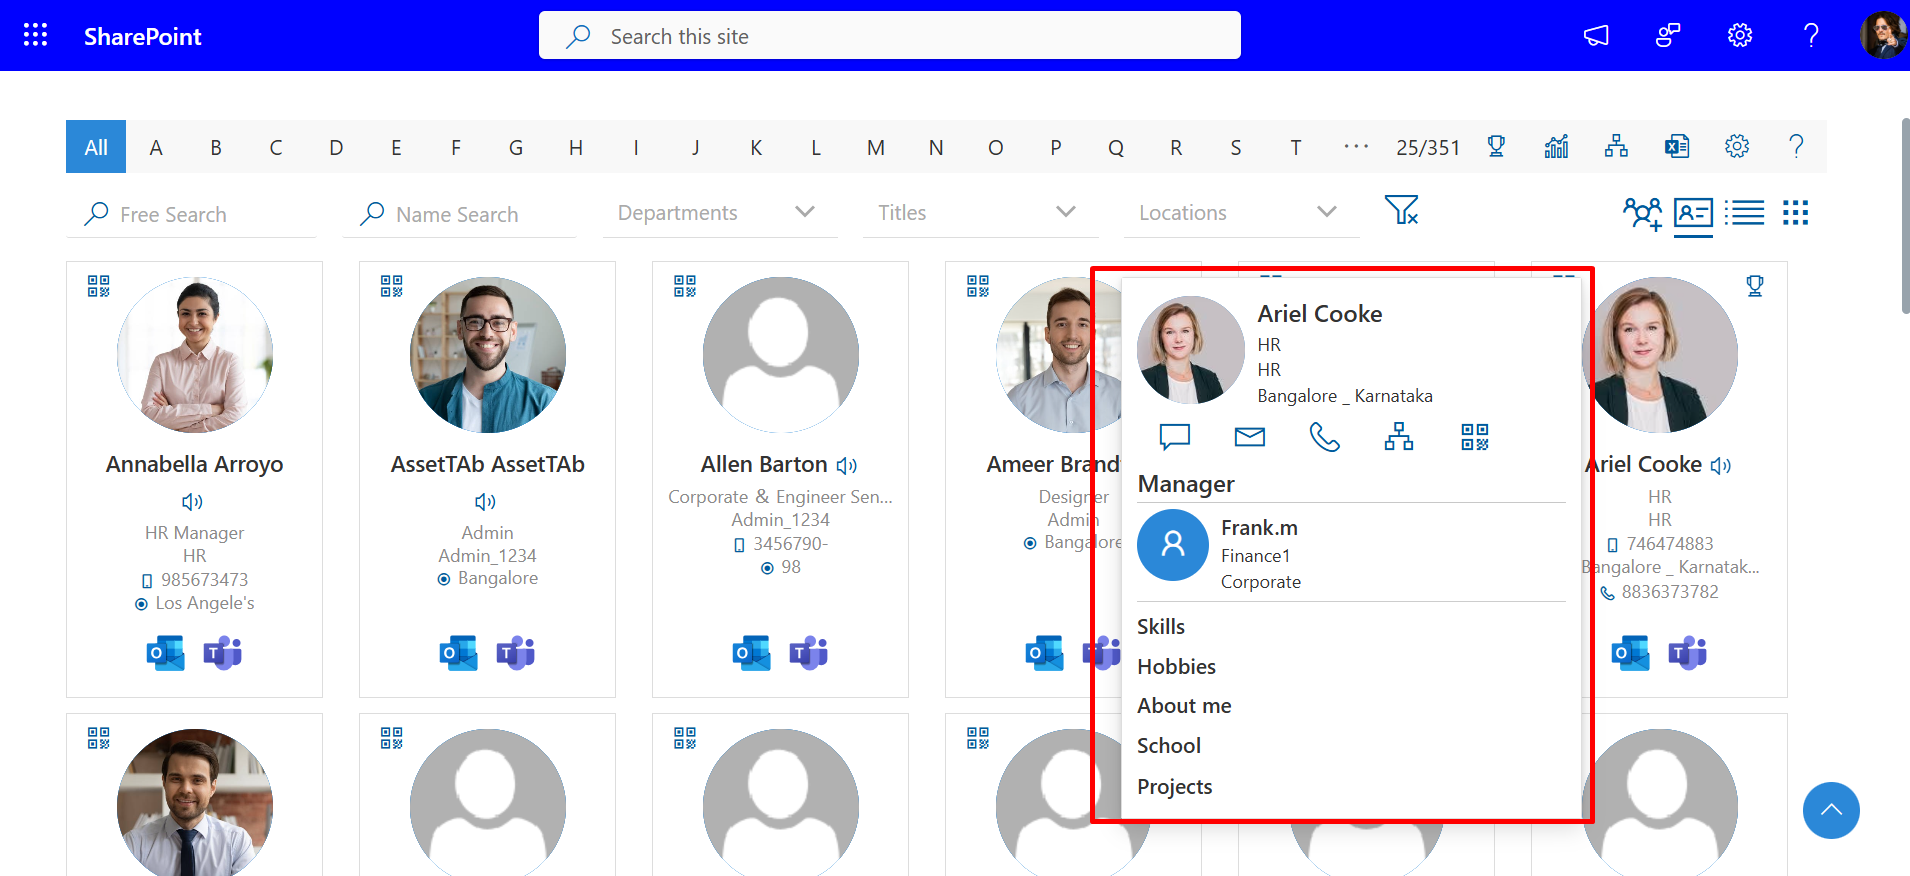 SharePoint
Search this site
All A B C D E F G H I J K L M N O P Q R S T ··· 25/351
Free Search
Name Search
Departments
Titles
Locations
Annabella Arroyo
HR Manager
HR
985673473
Los Angele's
AssetTAb AssetTAb
Admin
Admin_1234
Bangalore
Allen Barton
Corporate & Engineer Sen...
Admin_1234
3456790-
98
Ameer Brand
Designer
Admin
Bangalore
Ariel Cooke
HR
HR
Bangalore _ Karnataka
Manager
Frank.m
Finance1
Corporate
Skills
Hobbies
About me
School
Projects
Ariel Cooke
HR
HR
746474883
Bangalore _ Karnatak...
8836373782